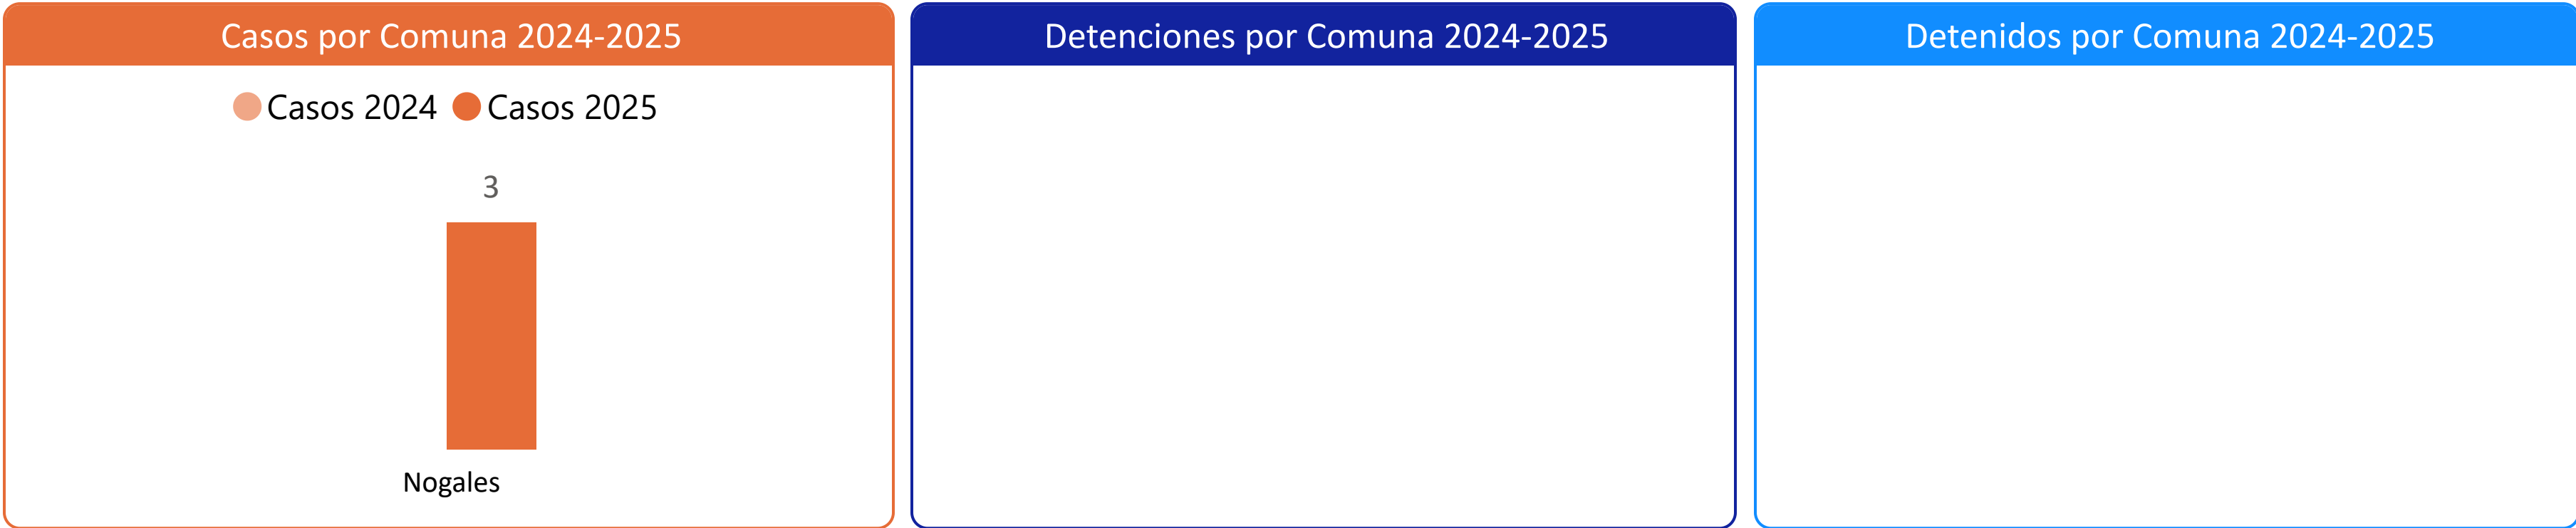 Casos por Comuna 2024-2025
Casos 2024 Casos 2025
3
Nogales
Detenciones por Comuna 2024-2025
Detenidos por Comuna 2024-2025